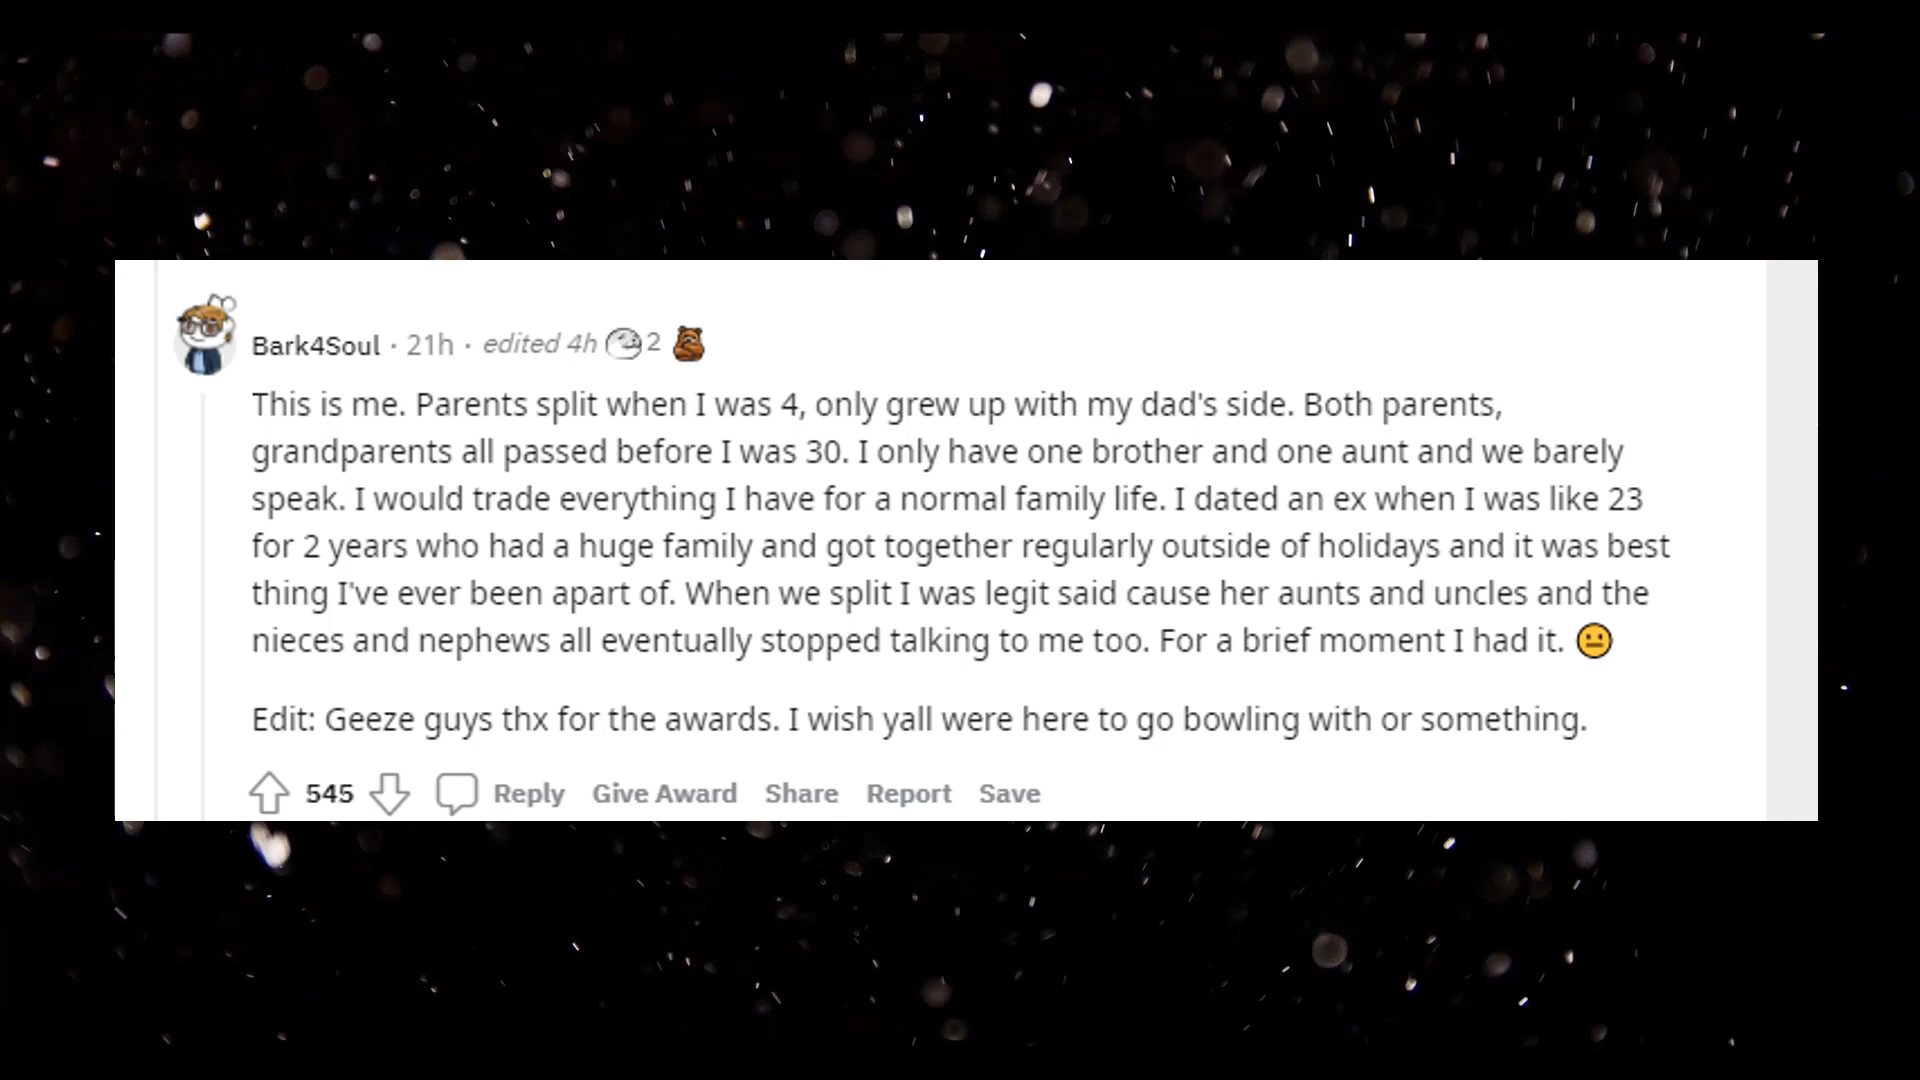 Bark4Soul · 21h · edited 4h 2
This is me. Parents split when I was 4, only grew up with my dad's side. Both parents,
grandparents all passed before I was 30. I only have one brother and one aunt and we barely
speak. I would trade everything I have for a normal family life. I dated an ex when I was like 23
for 2 years who had a huge family and got together regularly outside of holidays and it was best
thing I've ever been apart of. When we split I was legit said cause her aunts and uncles and the
nieces and nephews all eventually stopped talking to me too. For a brief moment I had it. 😐
Edit: Geeze guys thx for the awards. I wish yall were here to go bowling with or something.
545 Reply Give Award Share Report Save